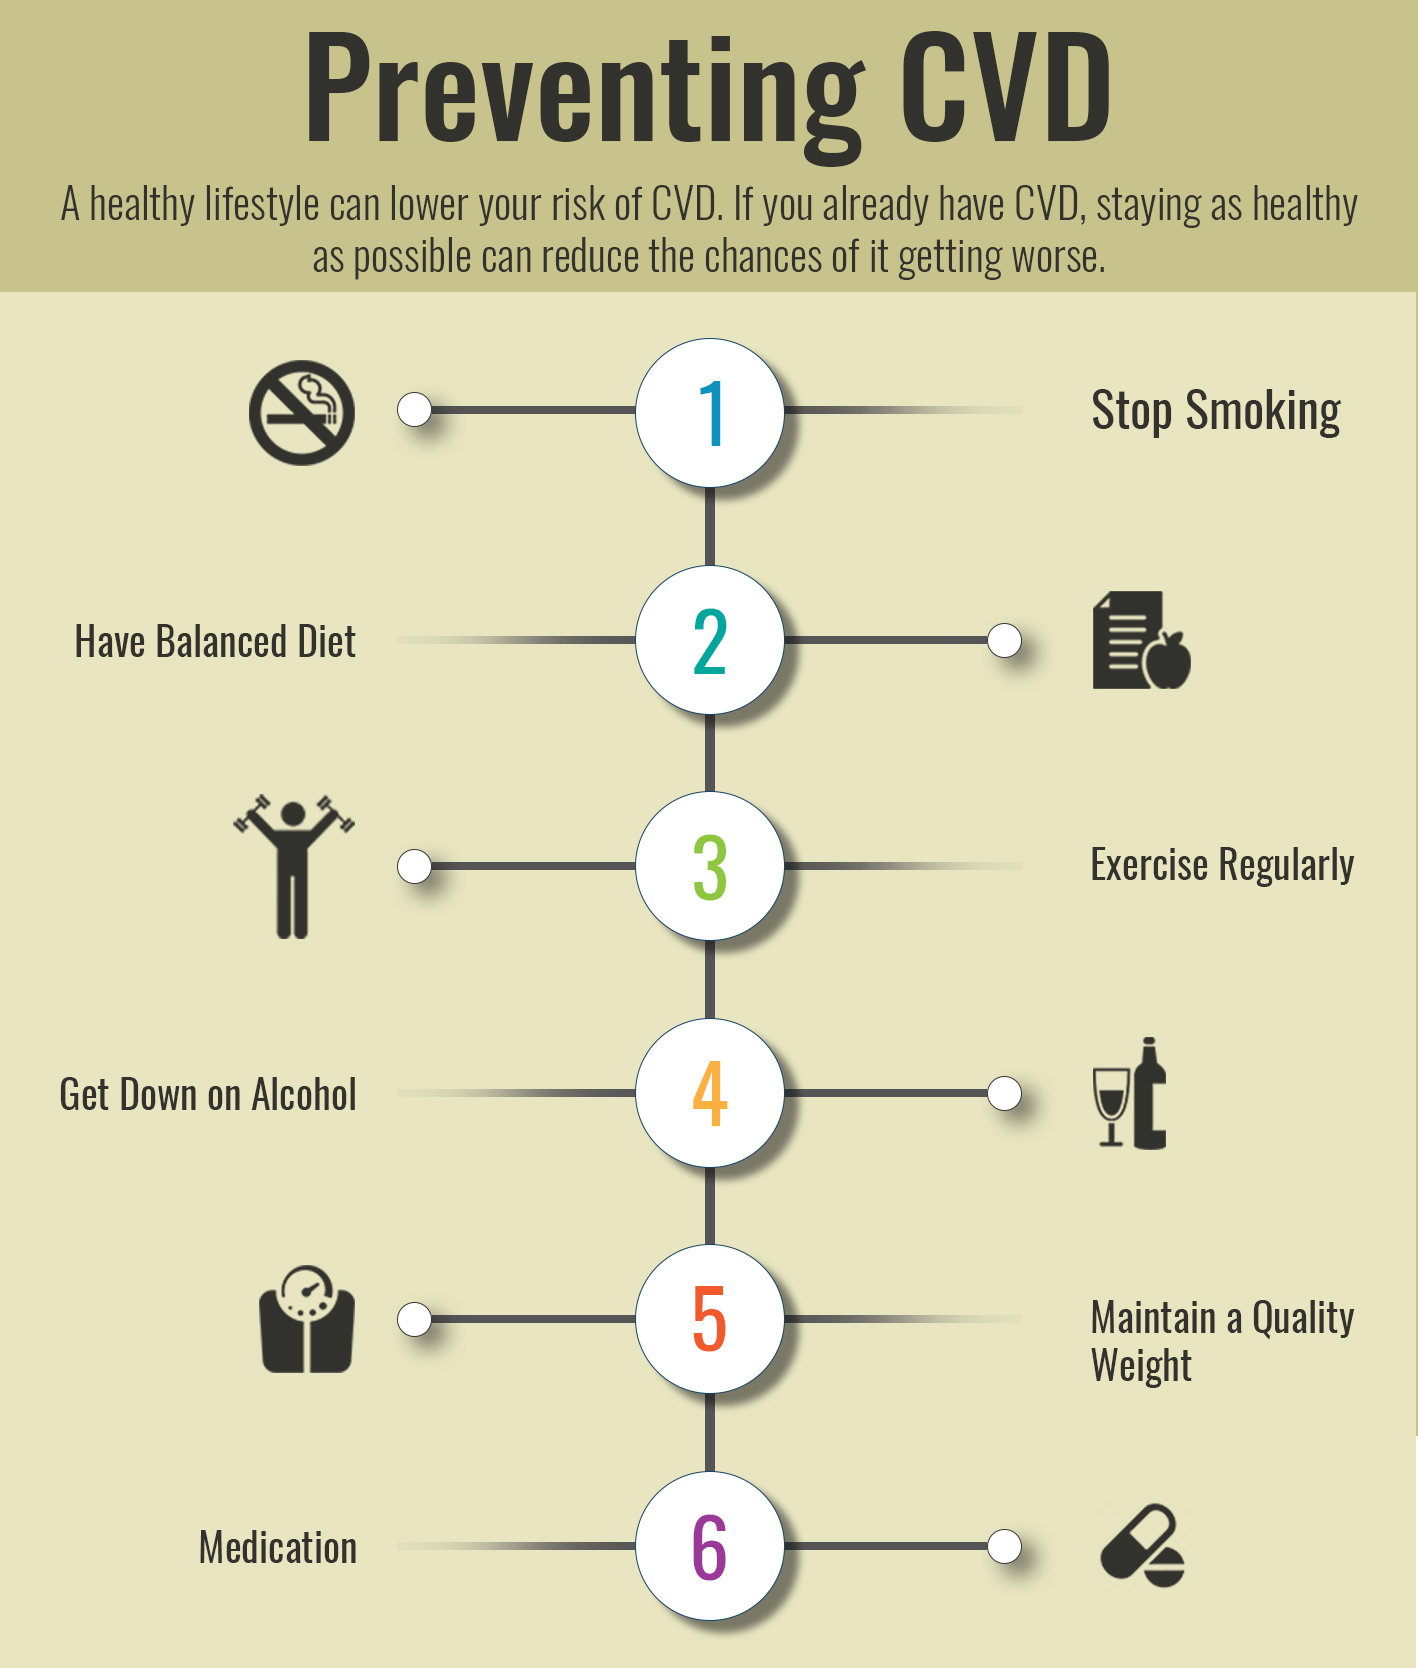 Preventing CVD
A healthy lifestyle can lower your risk of CVD. If you already have CVD, staying as healthy
as possible can reduce the chances of it getting worse.
1
Stop Smoking
Have Balanced Diet
2
3
Exercise Regularly
Get Down on Alcohol
4
5
Maintain a Quality
Weight
Medication
6